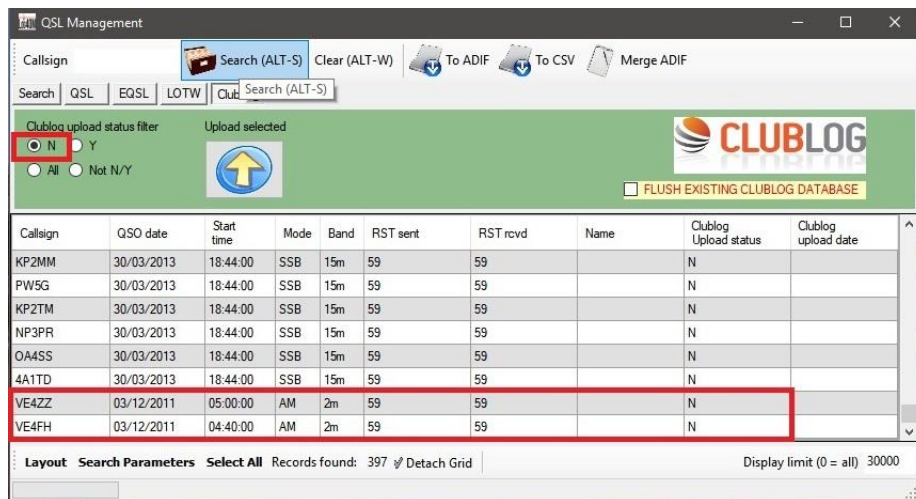 QSL Management
Callsign Search (ALT-S) Clear (ALT-W) To ADIF To CSV Merge ADIF
Search QSL EQSL LOTW Club Search (ALT-S)
Clublog upload status filter Upload selected
N Y
All Not N/Y
CLUBLOG
FLUSH EXISTING CLUBLOG DATABASE
Callsign QSO date Start time Mode Band RST sent RST rcvd Name Clublog Upload status Clublog upload date
KP2MM 30/03/2013 18:44:00 SSB 15m 59 59 N
PW5G 30/03/2013 18:44:00 SSB 15m 59 59 N
KP2TM 30/03/2013 18:44:00 SSB 15m 59 59 N
NP3PR 30/03/2013 18:44:00 SSB 15m 59 59 N
OA4SS 30/03/2013 18:44:00 SSB 15m 59 59 N
4A1TD 30/03/2013 18:44:00 SSB 15m 59 59 N
VE4ZZ 03/12/2011 05:00:00 AM 2m 59 59 N
VE4FH 03/12/2011 04:40:00 AM 2m 59 59 N
Layout Search Parameters Select All Records found: 397 Detach Grid Display limit (0 = all) 30000